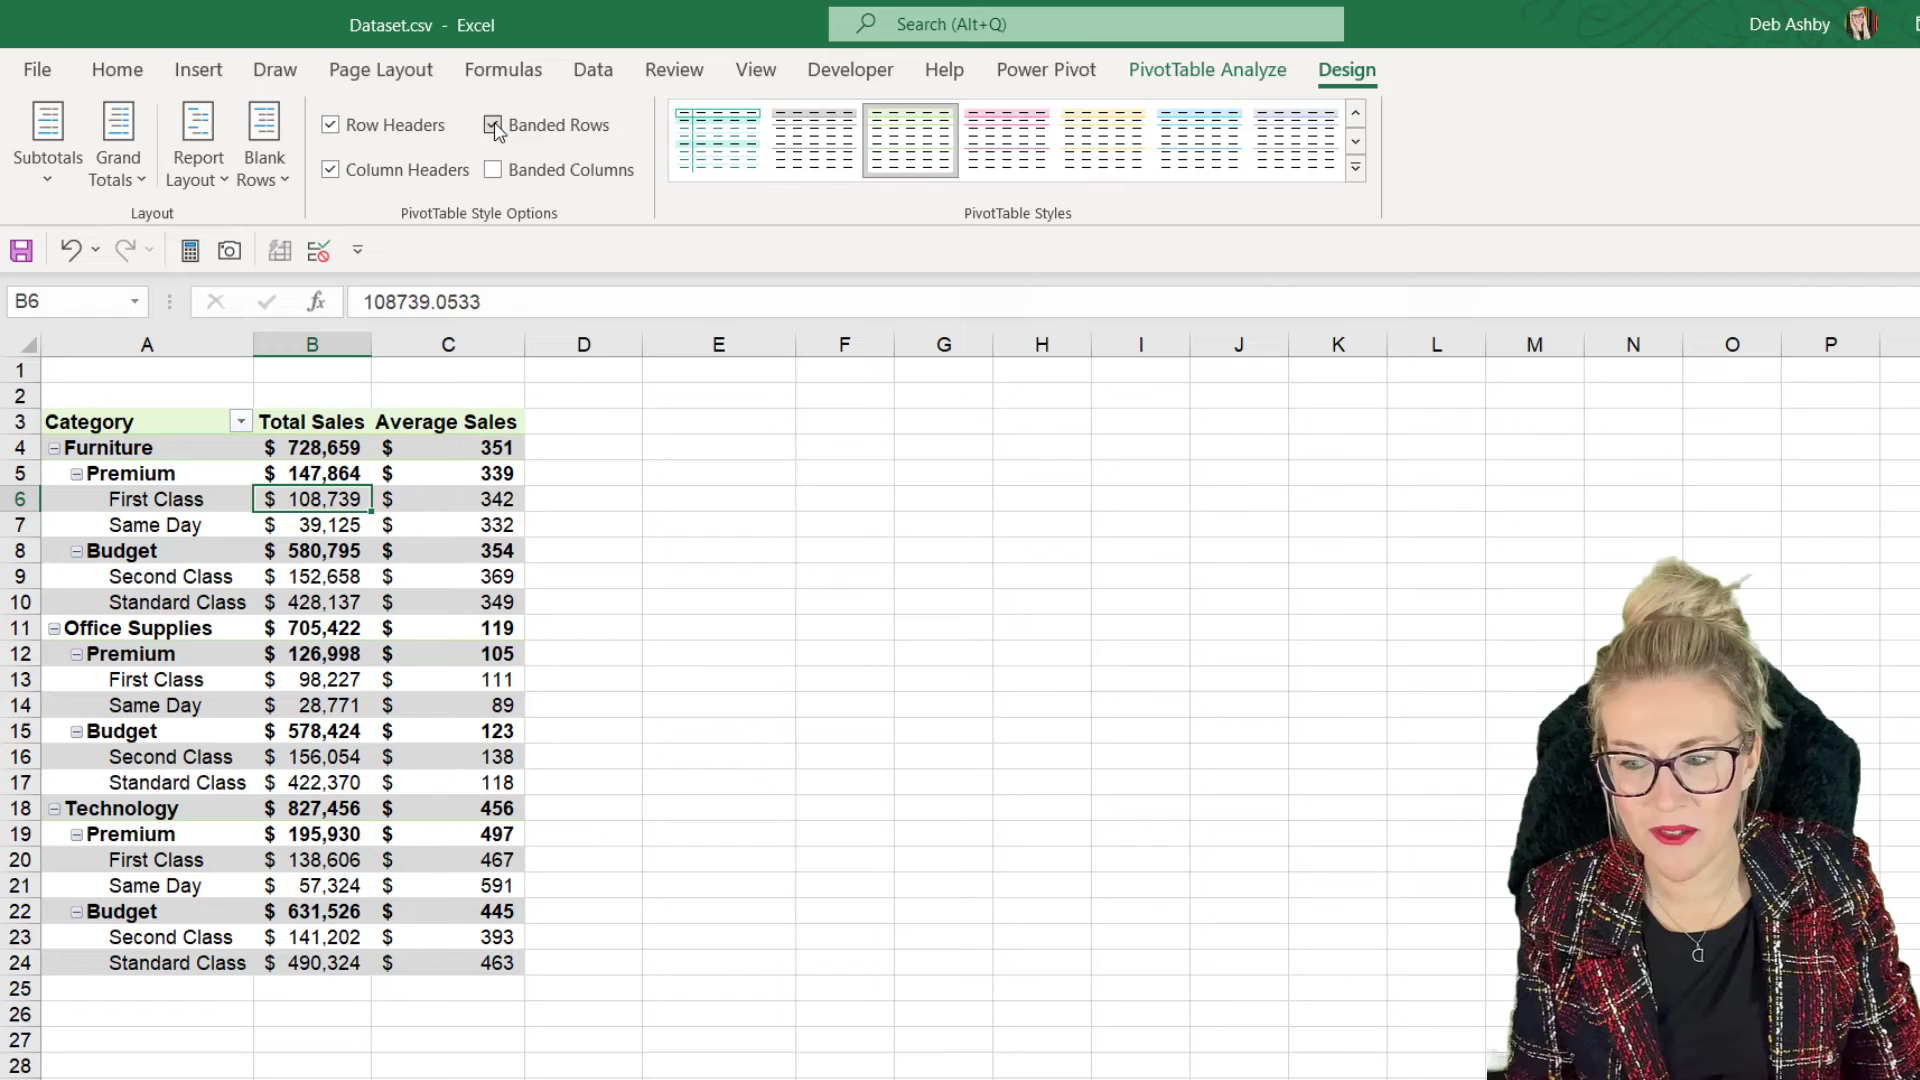 Dataset.csv - Excel
Search (Alt+Q)
Deb Ashby
File Home Insert Draw Page Layout Formulas Data Review View Developer Help Power Pivot PivotTable Analyze Design
Subtotals
Grand Totals
Report Layout
Blank Rows
Row Headers
Banded Rows
Column Headers
Banded Columns
Layout
PivotTable Style Options
PivotTable Styles
B6
fx
108739.0533
A B C D E F G H I J K L M N O P
1
2
3 Category Total Sales Average Sales
4 Furniture $ 728,659 $ 351
5 Premium $ 147,864 $ 339
6 First Class $ 108,739 $ 342
7 Same Day $ 39,125 $ 332
8 Budget $ 580,795 $ 354
9 Second Class $ 152,658 $ 369
10 Standard Class $ 428,137 $ 349
11 Office Supplies $ 705,422 $ 119
12 Premium $ 126,998 $ 105
13 First Class $ 98,227 $ 111
14 Same Day $ 28,771 $ 89
15 Budget $ 578,424 $ 123
16 Second Class $ 156,054 $ 138
17 Standard Class $ 422,370 $ 118
18 Technology $ 827,456 $ 456
19 Premium $ 195,930 $ 497
20 First Class $ 138,606 $ 467
21 Same Day $ 57,324 $ 591
22 Budget $ 631,526 $ 445
23 Second Class $ 141,202 $ 393
24 Standard Class $ 490,324 $ 463
25
26
27
28